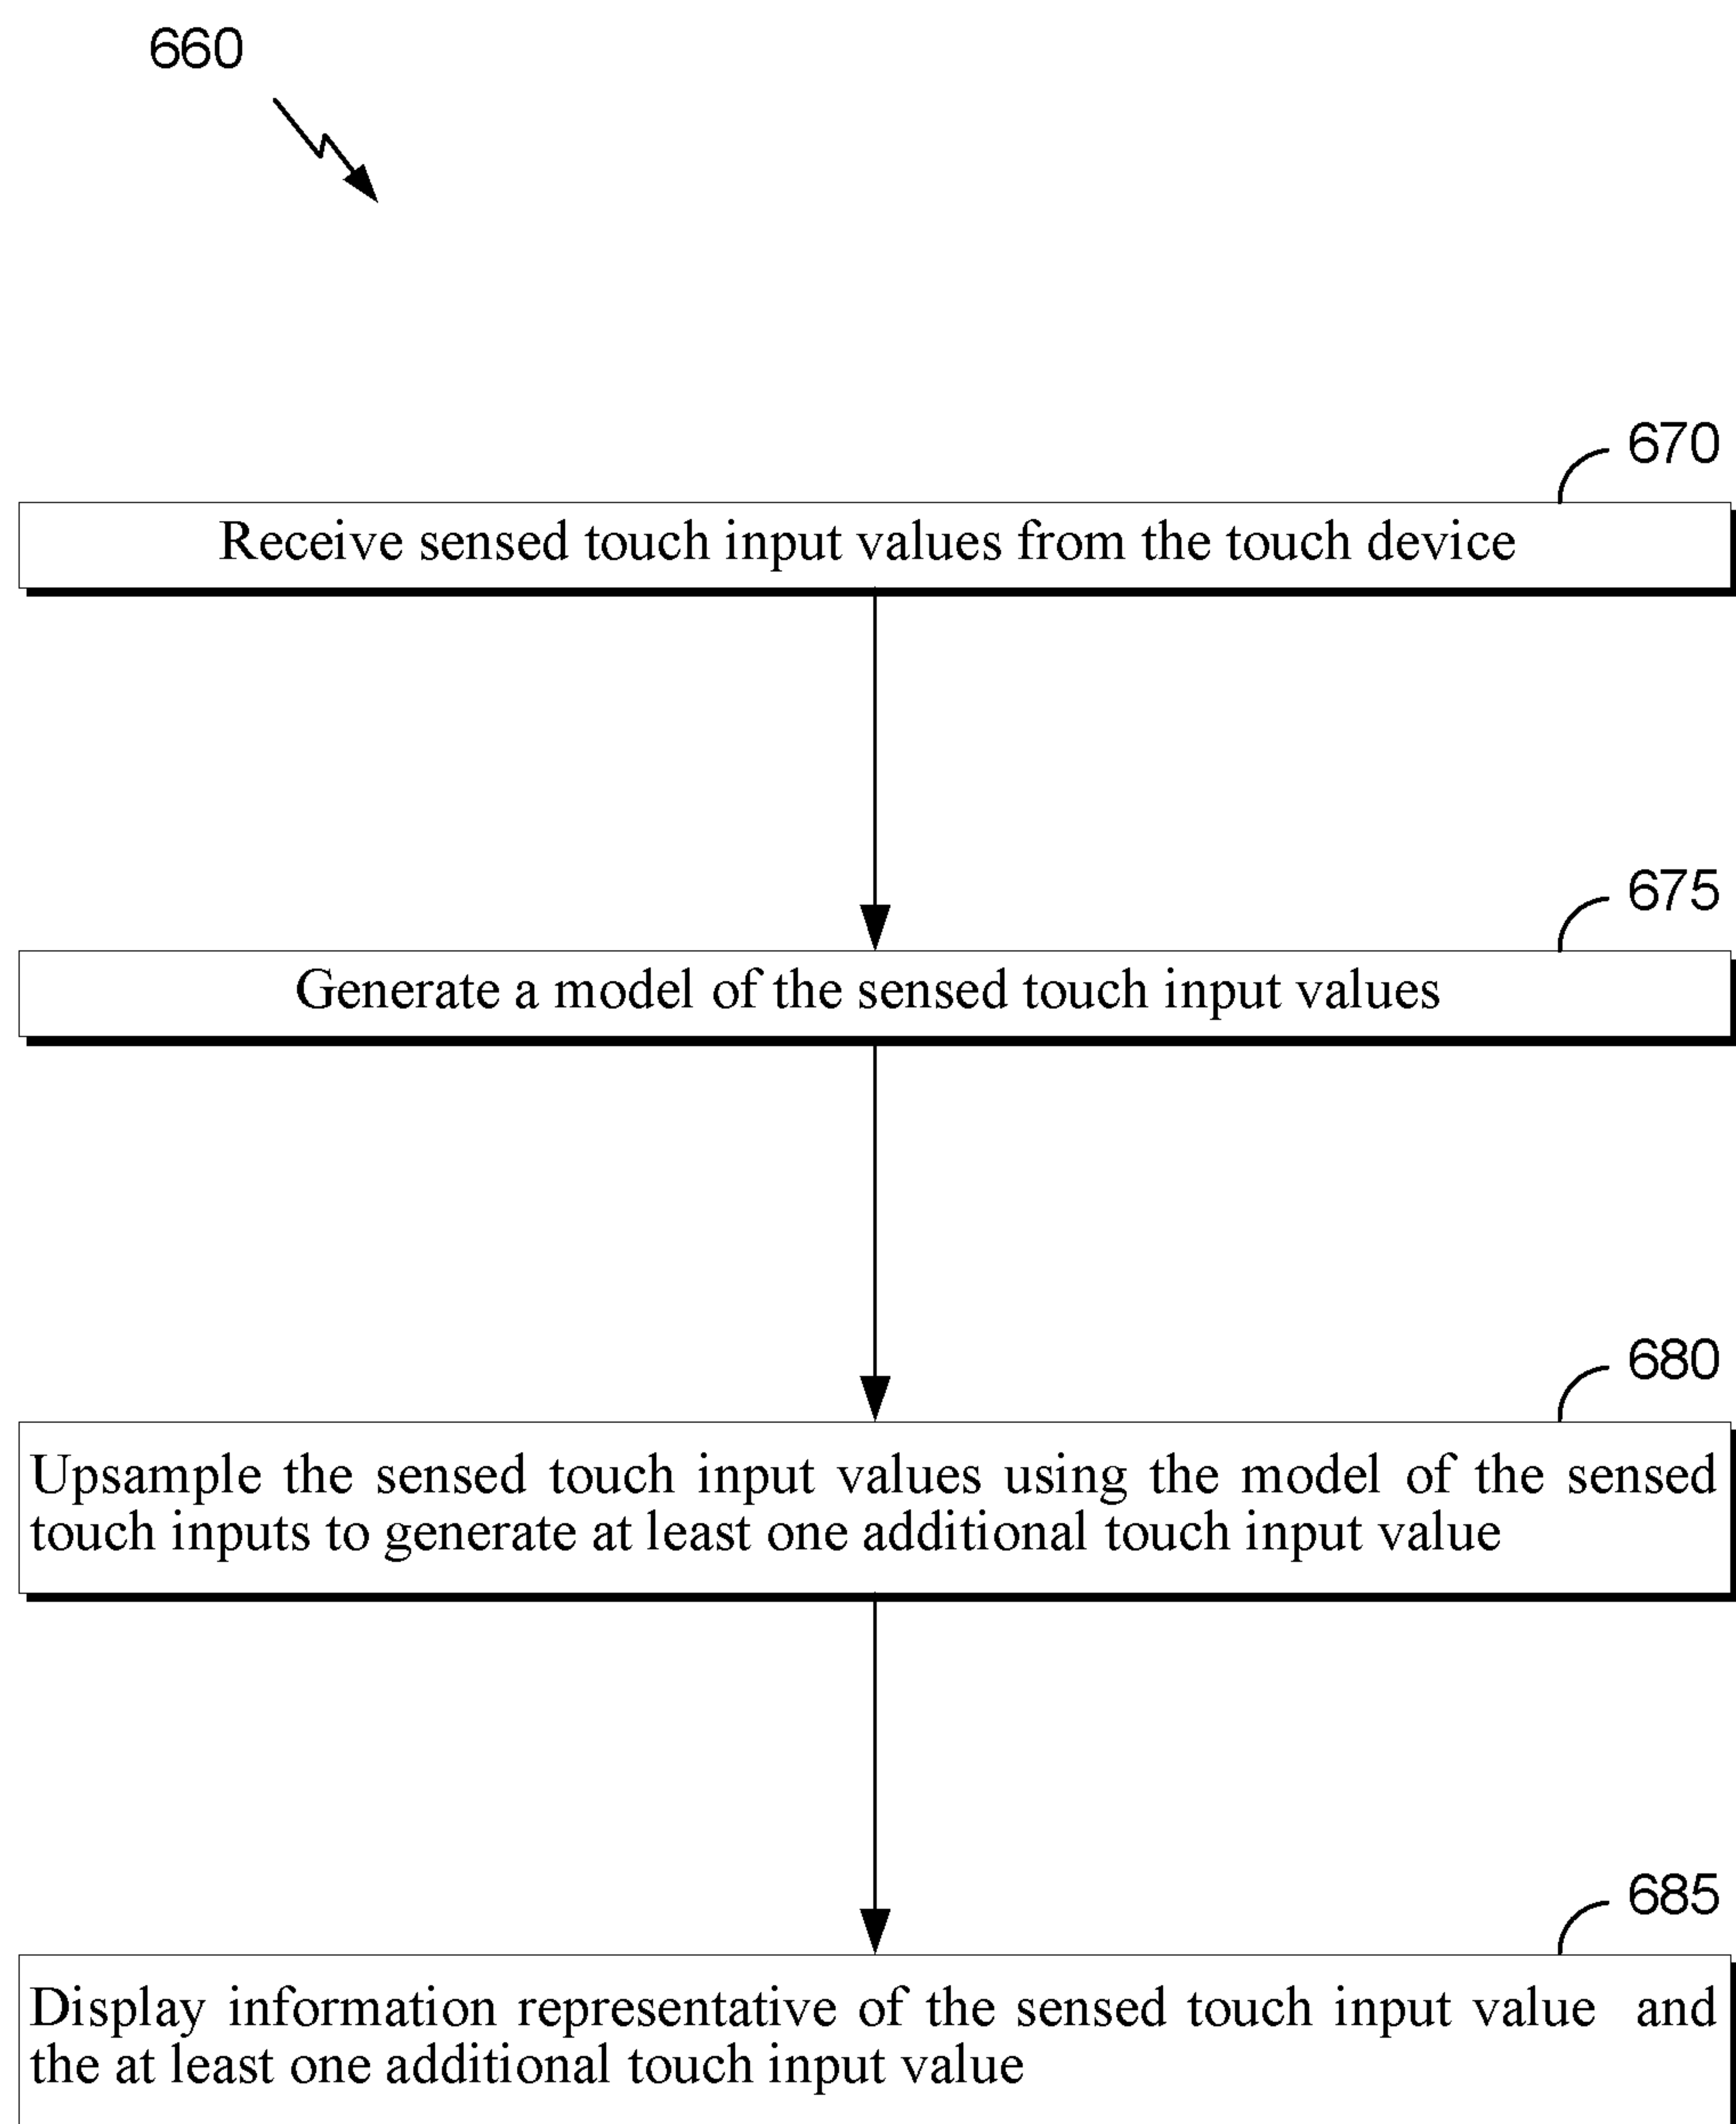 660
670
Receive sensed touch input values from the touch device
675
Generate a model of the sensed touch input values
680
Upsample the sensed touch input values using the model of the sensed
touch inputs to generate at least one additional touch input value
685
Display information representative of the sensed touch input value and
the at least one additional touch input value